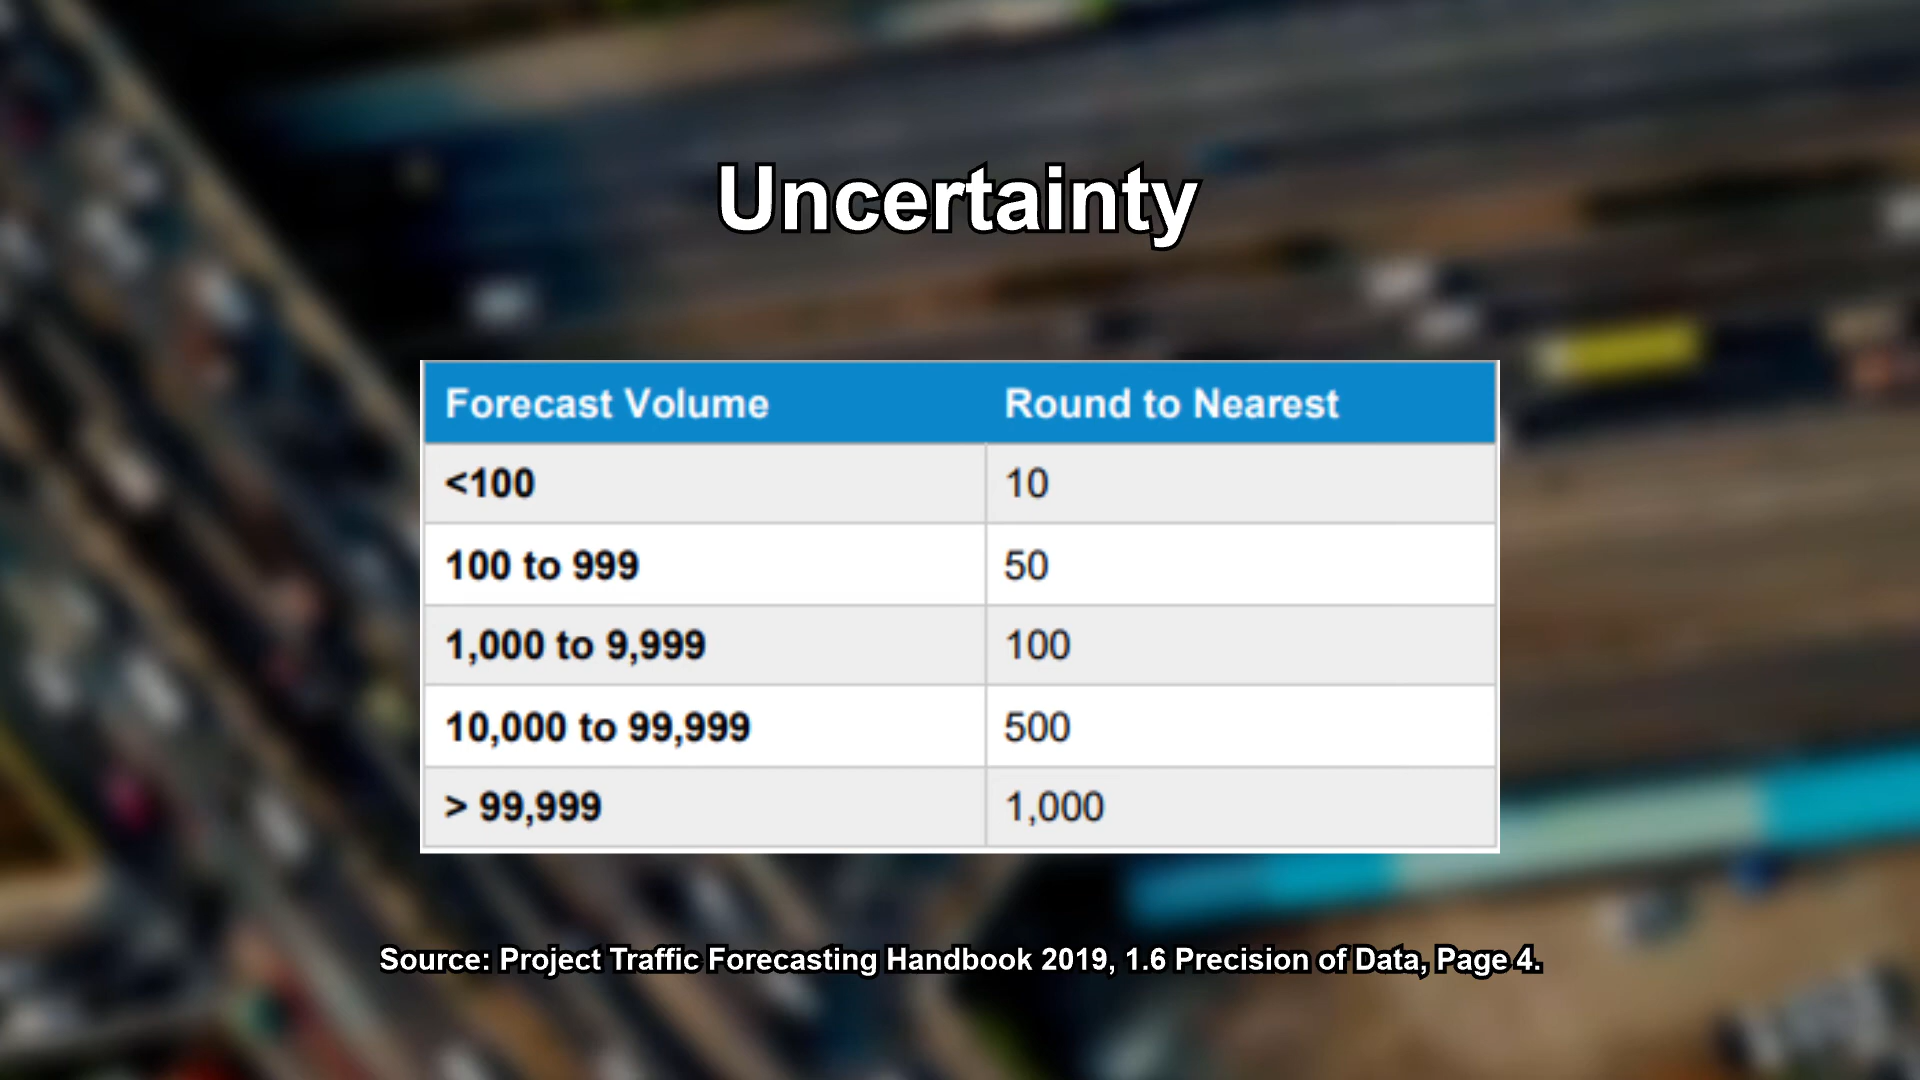 Uncertainty
Forecast Volume Round to Nearest
<100 10
100 to 999 50
1,000 to 9,999 100
10,000 to 99,999 500
> 99,999 1,000
Source: Project Traffic Forecasting Handbook 2019, 1.6 Precision of Data, Page 4.